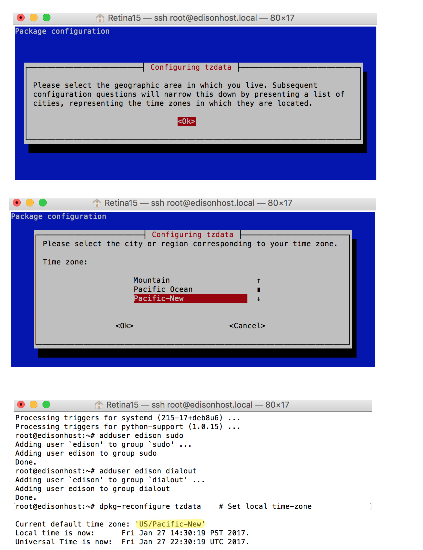 Retina15 — ssh root@edisonhost.local — 80×17
Package configuration
Configuring tzdata
Please select the geographic area in which you live. Subsequent
configuration questions will narrow this down by presenting a list of
cities, representing the time zones in which they are located.
<Ok>
Retina15 — ssh root@edisonhost.local — 80×17
Package configuration
Configuring tzdata
Please select the city or region corresponding to your time zone.
Time zone:
Mountain
Pacific Ocean
Pacific-New
<Ok> <Cancel>
Retina15 — ssh root@edisonhost.local — 80×17
Processing triggers for systemd (215-17+deb8u6) ...
Processing triggers for python-support (1.0.15) ...
root@edisonhost:~# adduser edison sudo
Adding user `edison' to group `sudo' ...
Adding user edison to group sudo
Done.
root@edisonhost:~# adduser edison dialout
Adding user `edison' to group `dialout' ...
Adding user edison to group dialout
Done.
root@edisonhost:~# dpkg-reconfigure tzdata # Set local time-zone
Current default time zone: 'US/Pacific-New'
Local time is now: Fri Jan 27 14:30:19 PST 2017.
Universal Time is now: Fri Jan 27 22:30:19 UTC 2017.